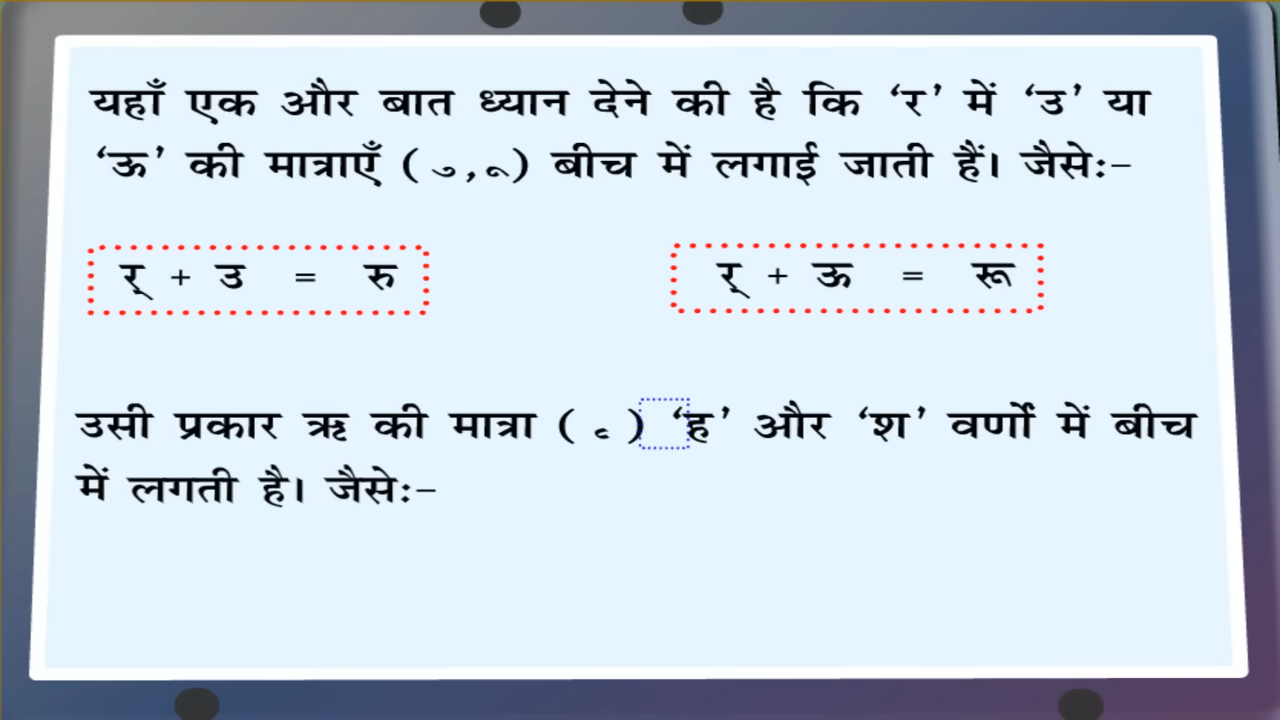 यहाँ एक और बात ध्यान देने की है कि ‘र’ में ‘उ’ या
‘ऊ’ की मात्राएँ ( ु , ू ) बीच में लगाई जाती हैं। जैसेः-
र् + उ = रु
र् + ऊ = रू
उसी प्रकार ऋ की मात्रा ( ृ ) ‘ह’ और ‘श’ वर्णों में बीच
में लगती है। जैसेः-